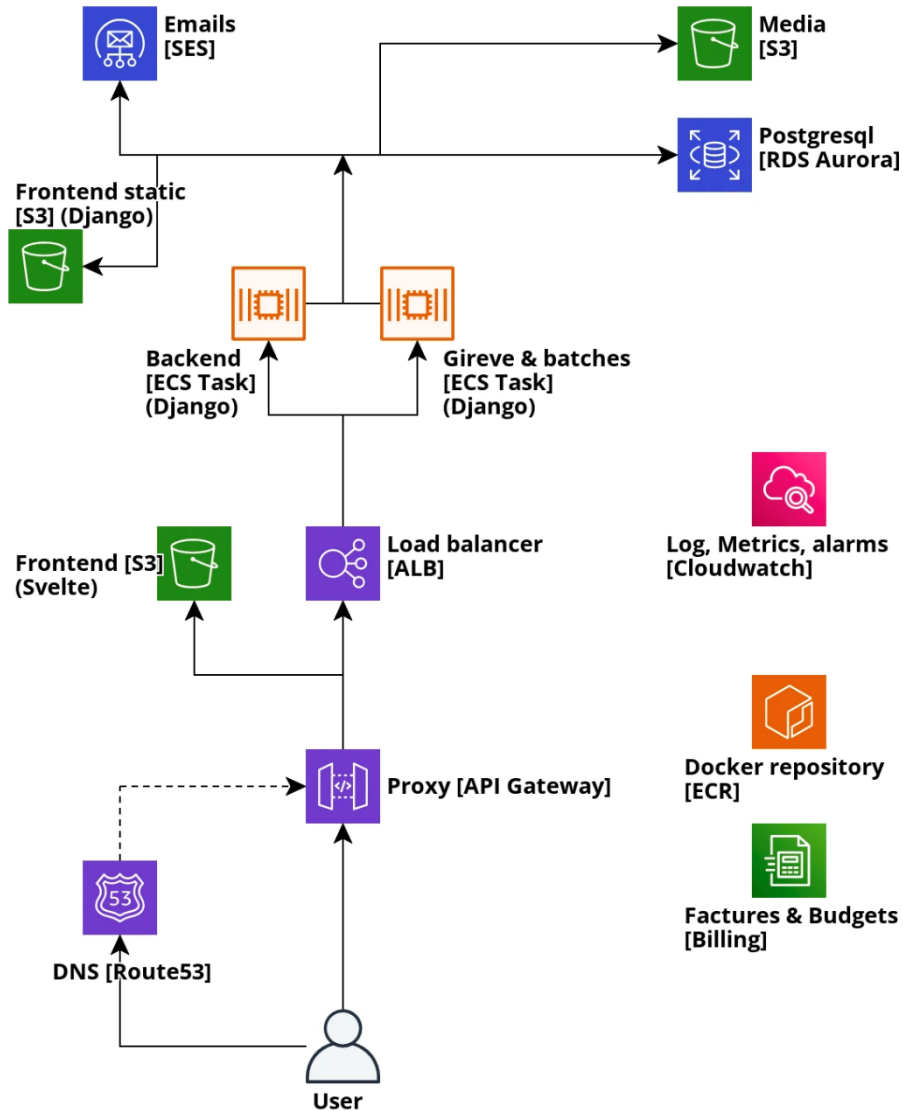 Emails
[SES]
Media
[S3]
Postgresql
[RDS Aurora]
Frontend static
[S3] (Django)
Backend
[ECS Task]
(Django)
Gireve & batches
[ECS Task]
(Django)
Load balancer
[ALB]
Log, Metrics, alarms
[Cloudwatch]
Frontend [S3]
(Svelte)
Docker repository
[ECR]
Proxy [API Gateway]
</>
53
Factures & Budgets
[Billing]
DNS [Route53]
User